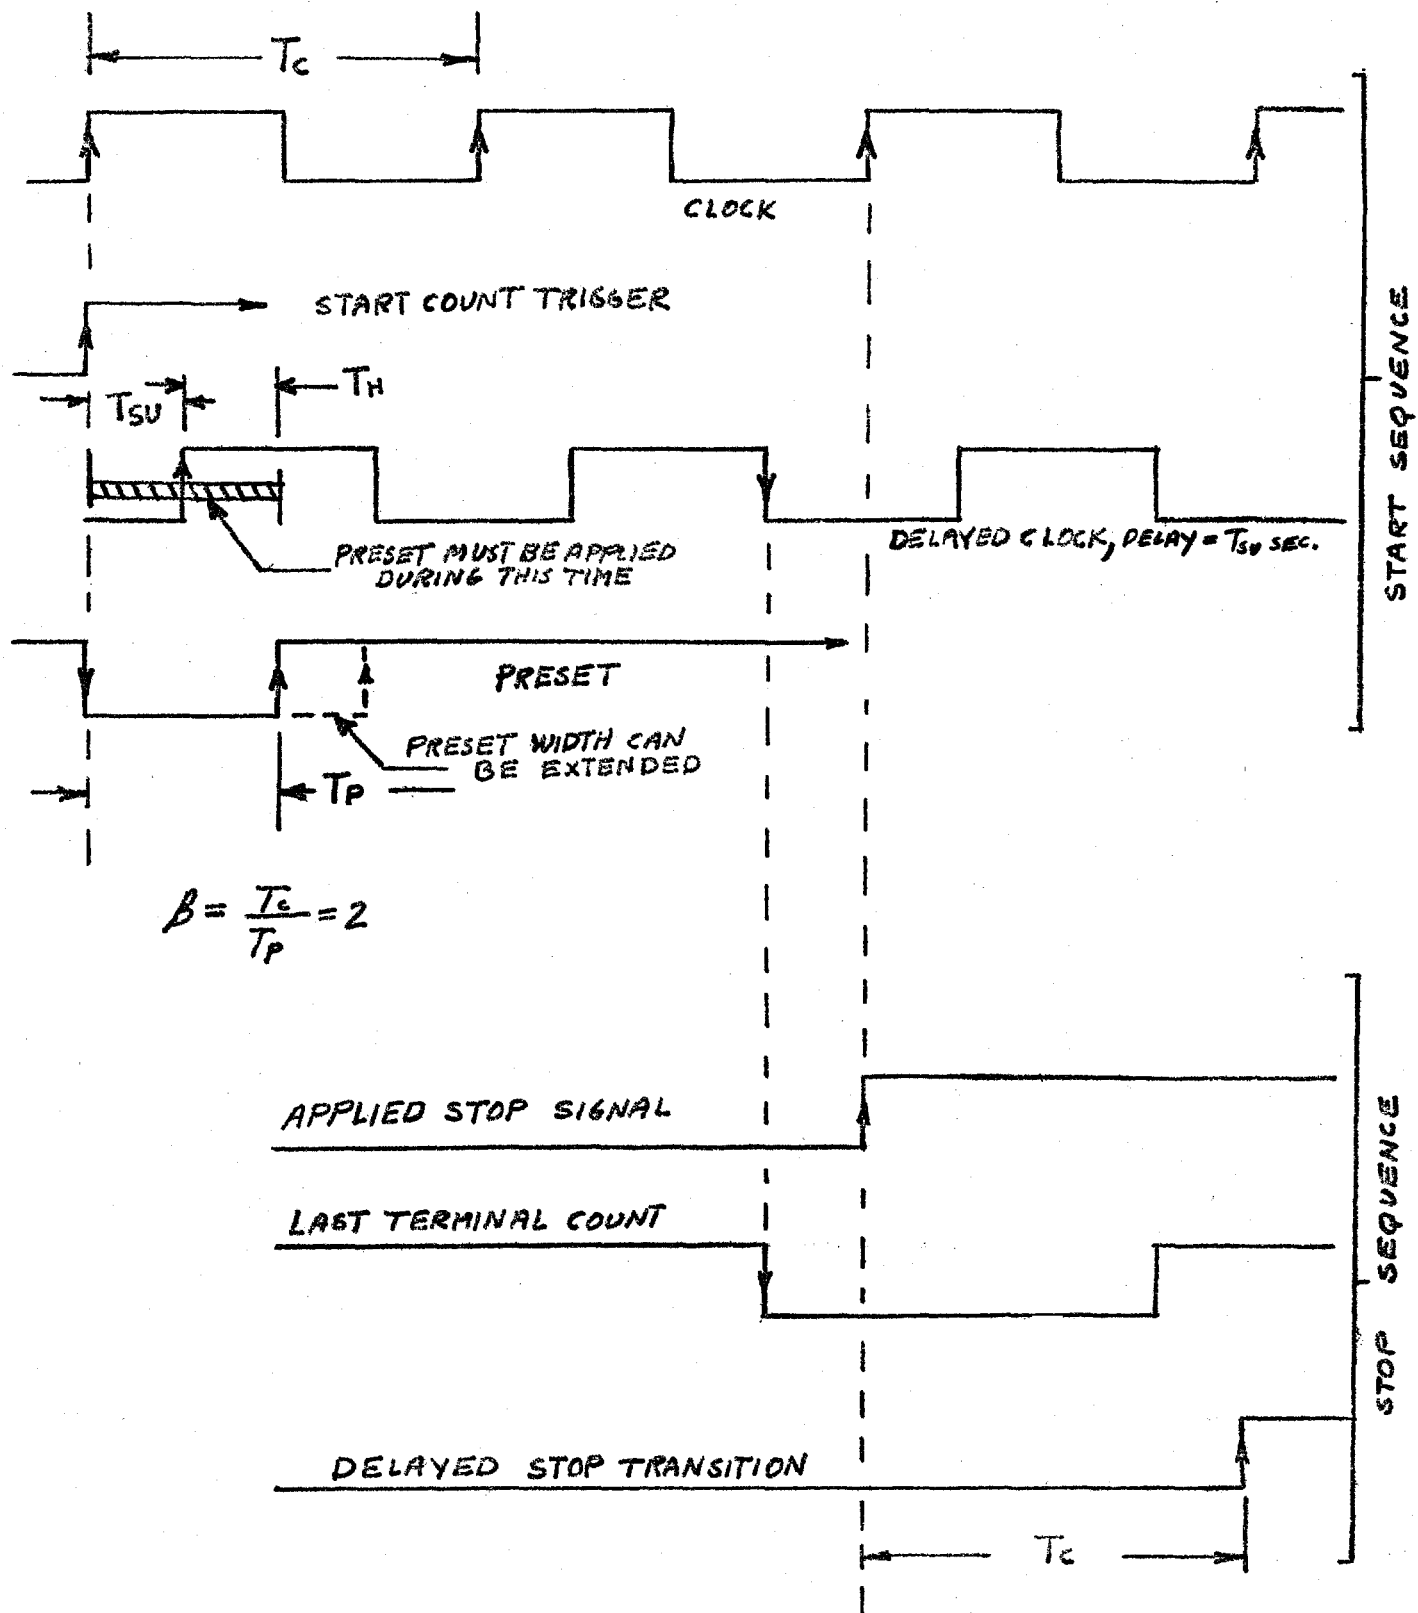 Tc
CLOCK
START COUNT TRIGGER
TH
TSU
PRESET MUST BE APPLIED
DURING THIS TIME
DELAYED CLOCK, DELAY = TSU SEC.
PRESET
PRESET WIDTH CAN
BE EXTENDED
TP
β = Tc/TP = 2
START SEQUENCE
APPLIED STOP SIGNAL
LAST TERMINAL COUNT
DELAYED STOP TRANSITION
Tc
STOP SEQUENCE